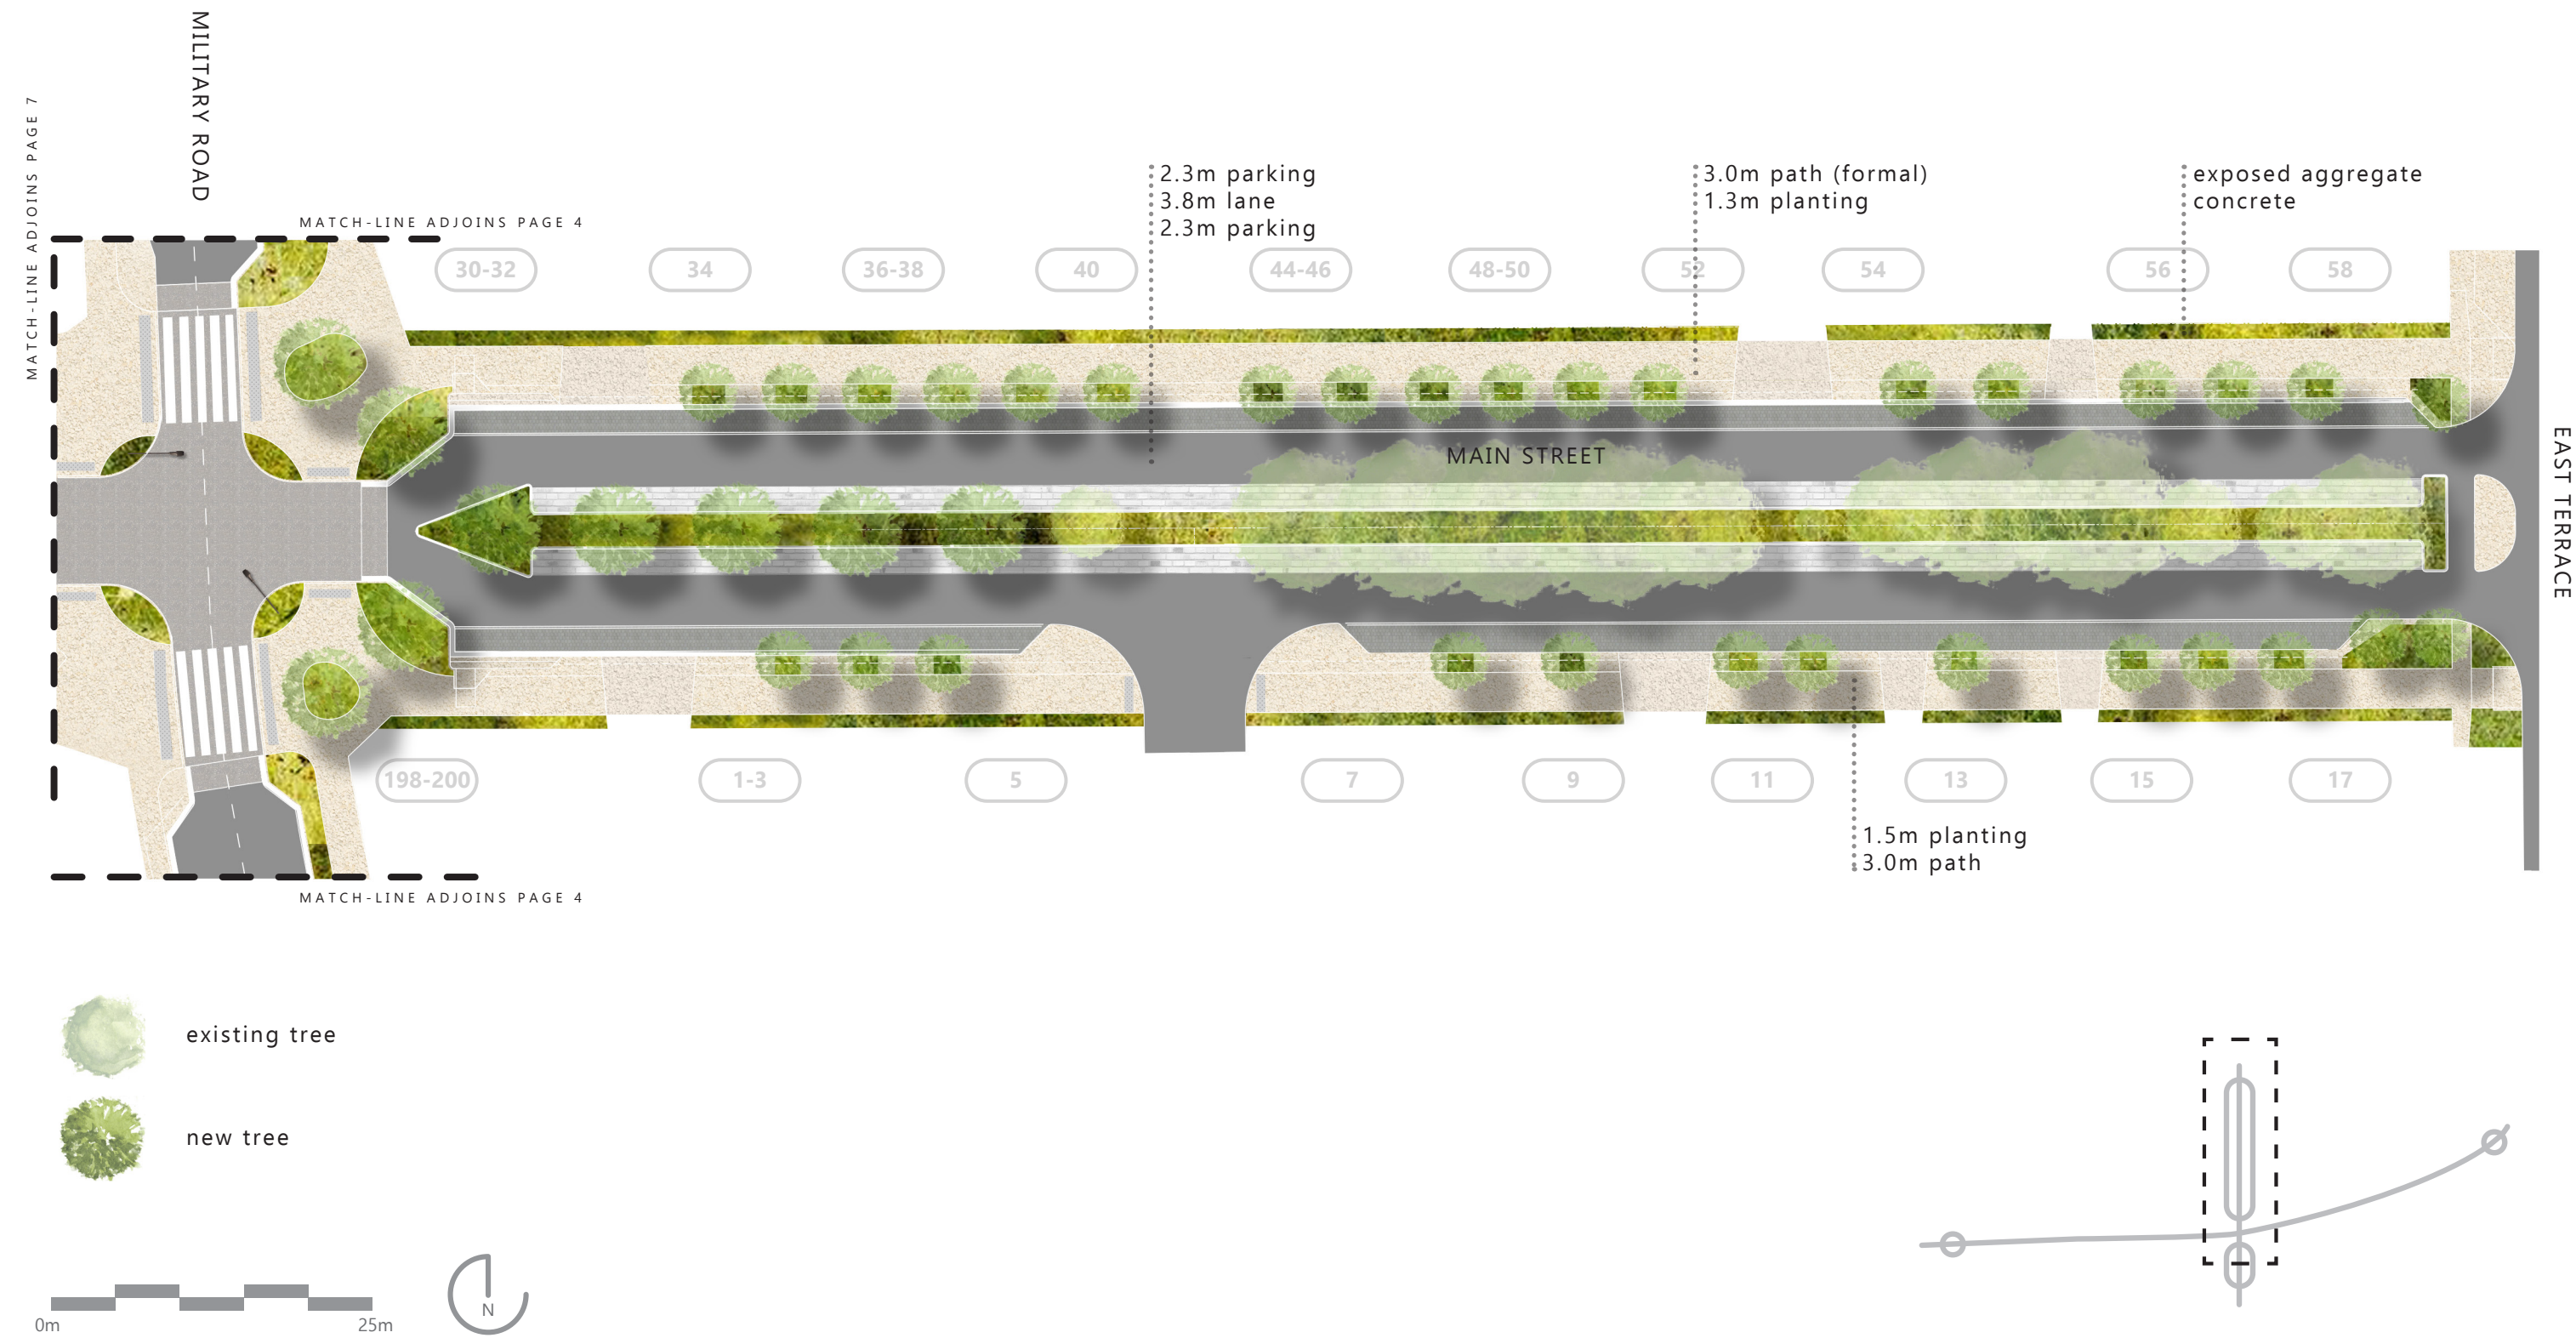 MILITARY ROAD
MATCH-LINE ADJOINS PAGE 7
MATCH-LINE ADJOINS PAGE 4
2.3m parking
3.8m lane
2.3m parking
3.0m path (formal)
1.3m planting
exposed aggregate
concrete
30-32
34
36-38
40
44-46
48-50
52
54
56
58
MAIN STREET
EAST TERRACE
198-200
1-3
5
7
9
11
13
15
17
1.5m planting
3.0m path
MATCH-LINE ADJOINS PAGE 4
existing tree
new tree
0m
25m
N